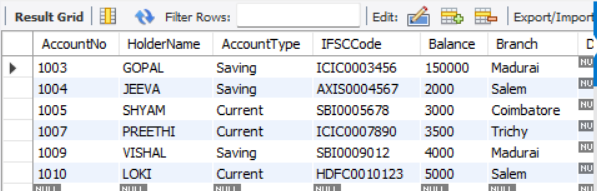 Result Grid Filter Rows: Edit: Export/Import
AccountNo HolderName AccountType IFSCCode Balance Branch D
1003 GOPAL Saving ICIC0003456 150000 Madurai NU
1004 JEEVA Saving AXIS0004567 2000 Salem NU
1005 SHYAM Current SBI0005678 3000 Coimbatore NU
1007 PREETHI Current ICIC0007890 3500 Trichy NU
1009 VISHAL Saving SBI0009012 4000 Madurai NU
1010 LOKI Current HDFC0010123 5000 Salem NU
NULL NULL NULL NULL NULL NULL NU